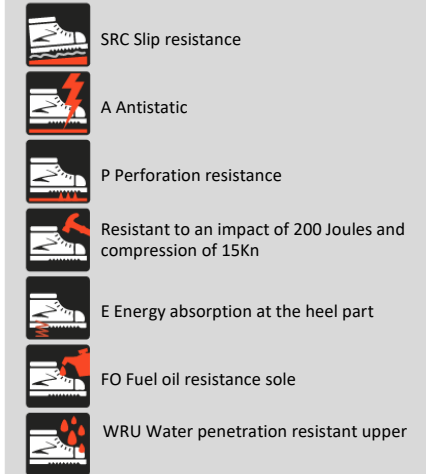 SRC Slip resistance
A Antistatic
P Perforation resistance
Resistant to an impact of 200 Joules and
compression of 15Kn
E Energy absorption at the heel part
FO Fuel oil resistance sole
WRU Water penetration resistant upper